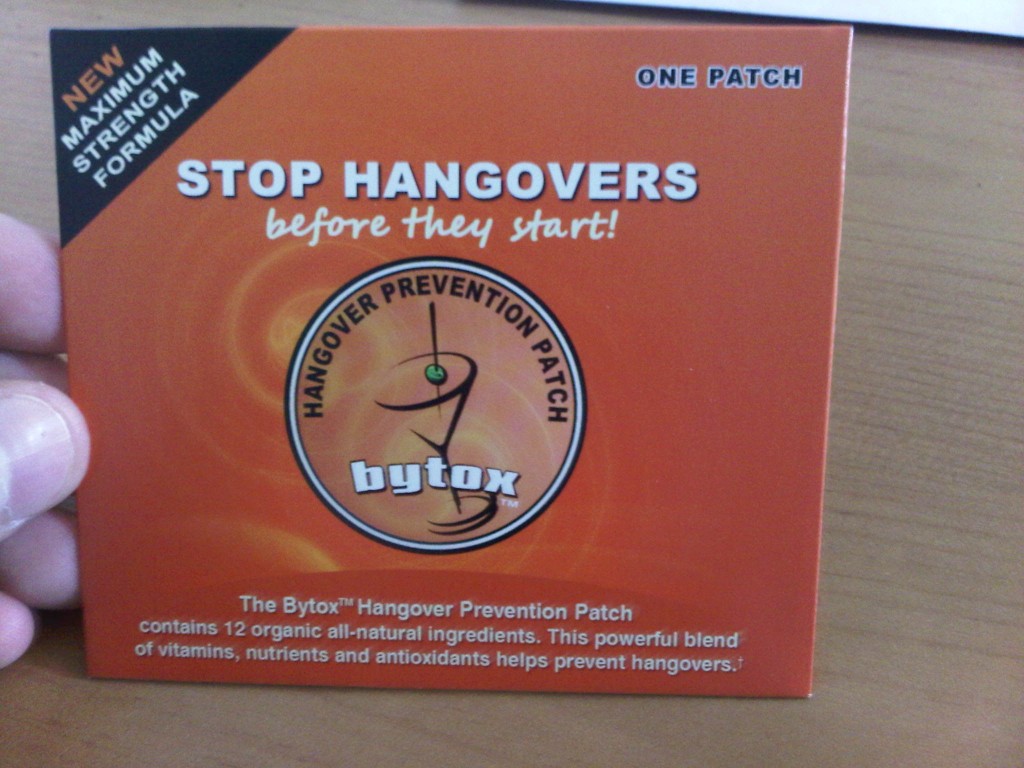 NEW
MAXIMUM
STRENGTH
FORMULA
ONE PATCH
STOP HANGOVERS
before they start!
HANGOVER PREVENTION PATCH
bytox™
The Bytox™ Hangover Prevention Patch
contains 12 organic all-natural ingredients. This powerful blend
of vitamins, nutrients and antioxidants helps prevent hangovers.†